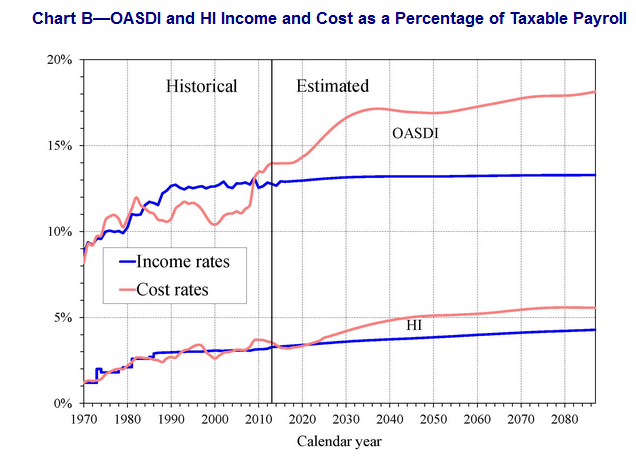 Chart B—OASDI and HI Income and Cost as a Percentage of Taxable Payroll
20%
Historical Estimated
OASDI
15%
10%
Income rates
Cost rates
5%
HI
0%
1970 1980 1990 2000 2010 2020 2030 2040 2050 2060 2070 2080
Calendar year